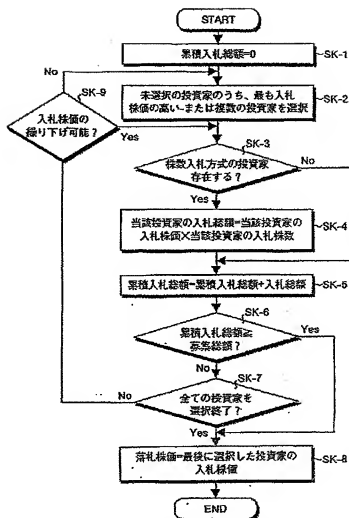 START
累積入札総額=0
SK-1
No
SK-9
未選択の投資家のうち、最も入札
株価の高い一または複数の投資家を選択
SK-2
入札株価の
繰り下げ可能?
Yes
SK-3
株数入札方式の投資家
存在する?
No
Yes
当該投資家の入札総額=当該投資家の
入札株価×当該投資家の入札株数
SK-4
累積入札総額=累積入札総額+入札総額
SK-5
SK-6
累積入札総額≧
募集総額?
Yes
No
SK-7
No
全ての投資家を
選択終了?
Yes
落札株価=最後に選択した投資家の
入札株価
SK-8
END